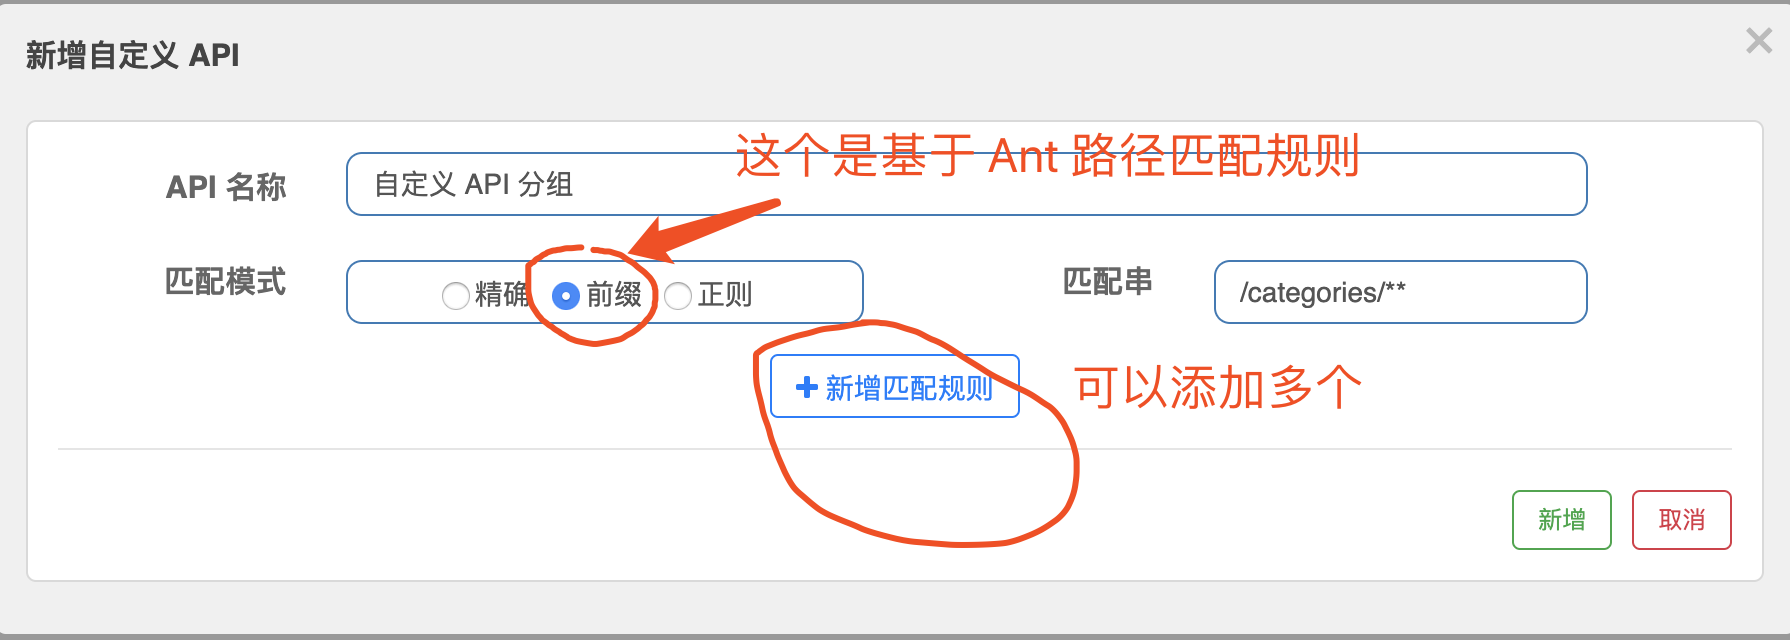 新增自定义 API
这个是基于 Ant 路径匹配规则
API 名称
自定义 API 分组
匹配模式
精确
前缀
正则
匹配串
/categories/**
新增匹配规则
可以添加多个
新增
取消